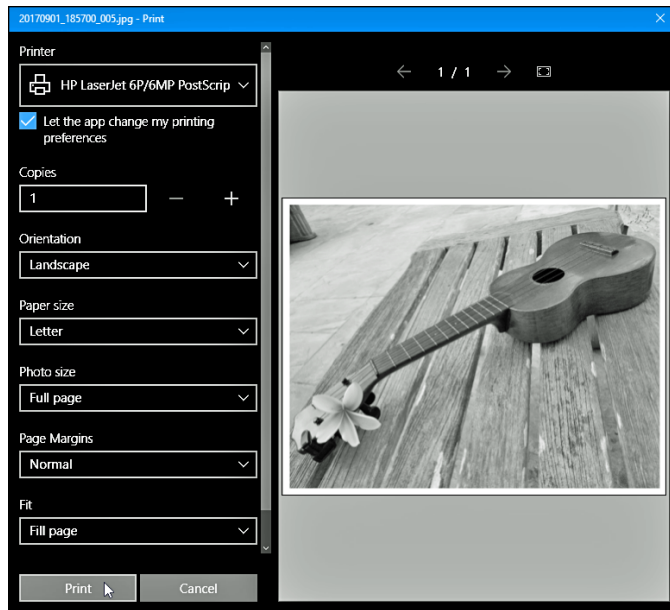 20170901_185700_005.jpg - Print
Printer
HP LaserJet 6P/6MP PostScrip
Let the app change my printing
preferences
Copies
1
Orientation
Landscape
Paper size
Letter
Photo size
Full page
Page Margins
Normal
Fit
Fill page
Print
Cancel
1 / 1